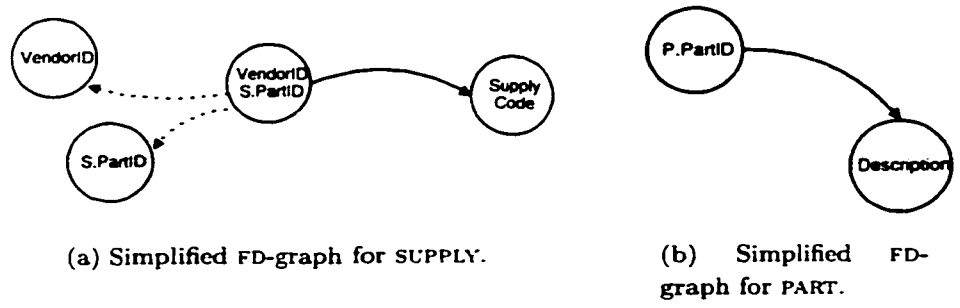 VendorID
VendorID
S.PartID
Supply
Code
S.PartID
(a) Simplified FD-graph for SUPPLY.
P.PartID
Description
(b) Simplified FD-
graph for PART.